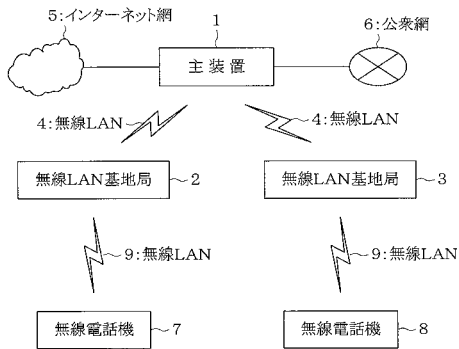 5:インターネット網
1
6:公衆網
主装置
4:無線LAN
4:無線LAN
無線LAN基地局
2
無線LAN基地局
3
9:無線LAN
9:無線LAN
無線電話機
7
無線電話機
8